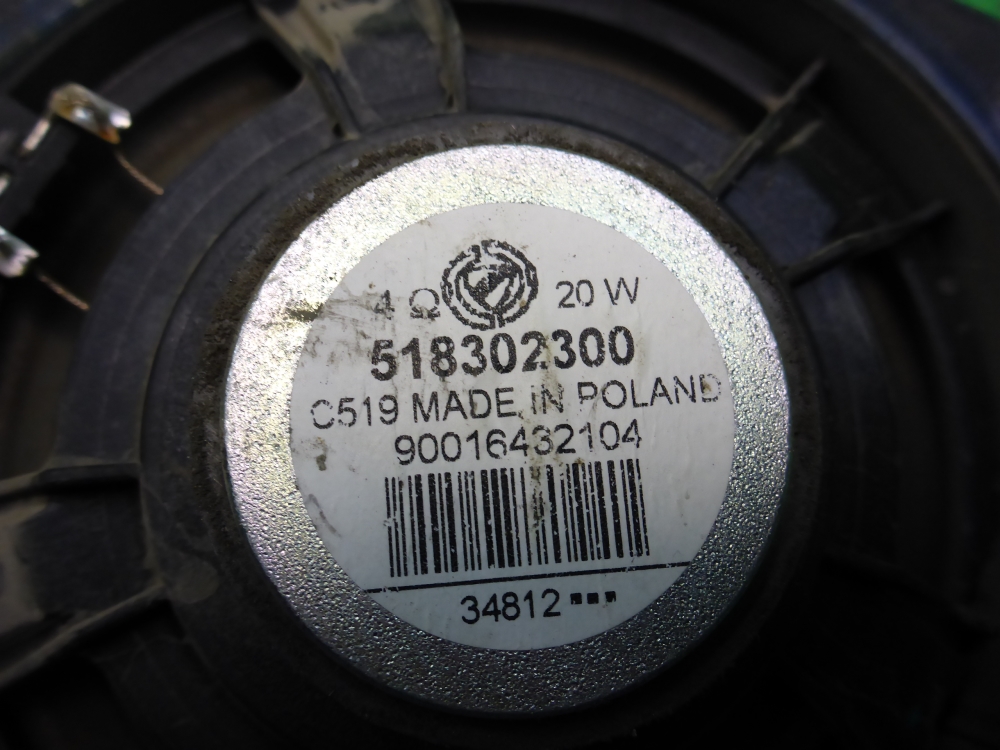 4 Ω 20 W
518302300
C519 MADE IN POLAND
90016432104
34812